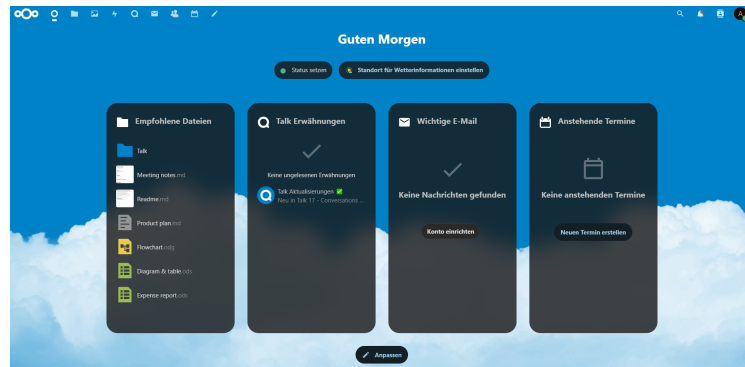 Guten Morgen
Status setzen
Standort für Wetterinformationen einstellen
Empfohlene Dateien
Talk
Meeting notes.md
Readme.md
Product plan.md
Flowchart.odg
Diagram & table.ods
Expense report.ods
Talk Erwähnungen
Keine ungelesenen Erwähnungen
Talk Aktualisierungen ✅
Neu in Talk 17 - Conversations ...
Wichtige E-Mail
Keine Nachrichten gefunden
Konto einrichten
Anstehende Termine
Keine anstehenden Termine
Neuen Termin erstellen
Anpassen
A